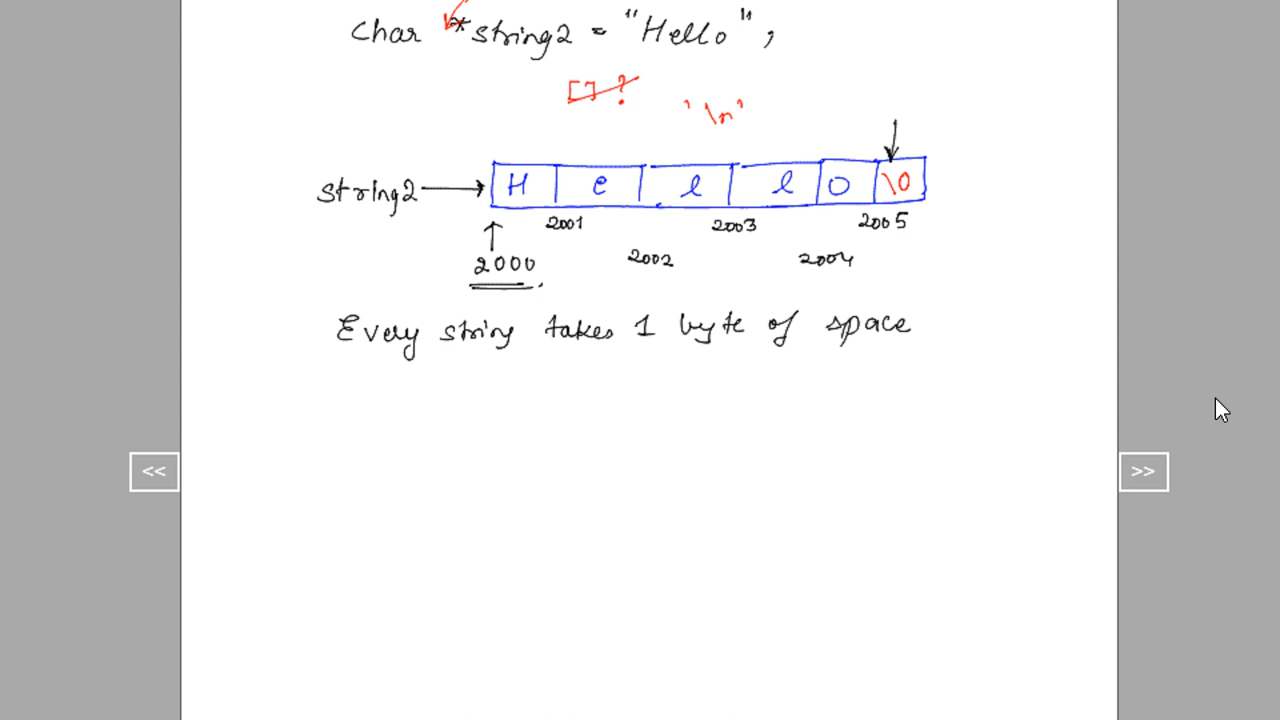 char *string2 = "Hello";
[] ?
'\n'
string2 H e l l o \0
2001 2003 2005
2000 2002 2004
Every string takes 1 byte of space
<< >>